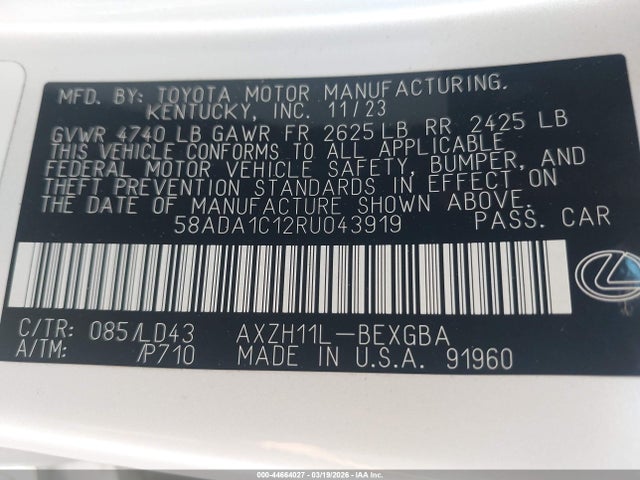 MFD. BY: TOYOTA MOTOR MANUFACTURING.
KENTUCKY, INC. 11/23
GVWR 4740 LB GAWR FR 2625 LB RR 2425 LB
THIS VEHICLE CONFORMS TO ALL APPLICABLE
FEDERAL MOTOR VEHICLE SAFETY, BUMPER, AND
THEFT PREVENTION STANDARDS IN EFFECT ON
THE DATE OF MANUFACTURE SHOWN ABOVE.
58ADA1C12RU043919 PASS. CAR
C/TR: 085/LD43 AXZH11L-BEXGBA
A/TM: /P710 MADE IN U.S.A. 91960
000-44664027 - 03/19/2026 - IAA Inc.